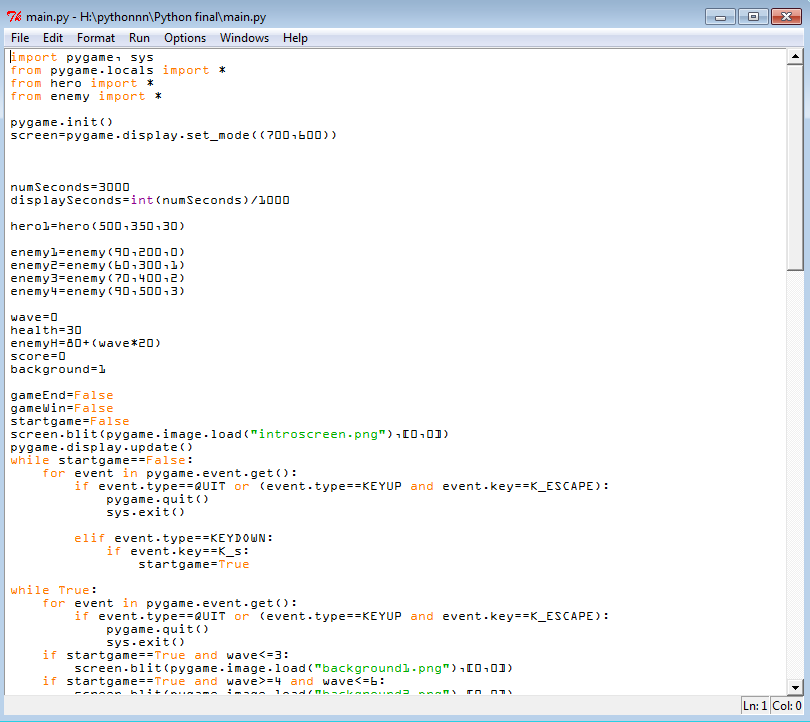 main.py - H:\pythonnn\Python final\main.py
File Edit Format Run Options Windows Help
import pygame, sys
from pygame.locals import *
from hero import *
from enemy import *

pygame.init()
screen=pygame.display.set_mode((700,600))

numSeconds=3000
displaySeconds=int(numSeconds)/1000

hero1=hero(500,350,30)

enemy1=enemy(90,200,0)
enemy2=enemy(60,300,1)
enemy3=enemy(70,400,2)
enemy4=enemy(90,500,3)

wave=0
health=30
enemyH=80+(wave*20)
score=0
background=1

gameEnd=False
gameWin=False
startgame=False
screen.blit(pygame.image.load("introscreen.png"),[0,0])
pygame.display.update()
while startgame==False:
    for event in pygame.event.get():
        if event.type==QUIT or (event.type==KEYUP and event.key==K_ESCAPE):
            pygame.quit()
            sys.exit()

        elif event.type==KEYDOWN:
            if event.key==K_s:
                startgame=True

while True:
    for event in pygame.event.get():
        if event.type==QUIT or (event.type==KEYUP and event.key==K_ESCAPE):
            pygame.quit()
            sys.exit()
    if startgame==True and wave<=3:
        screen.blit(pygame.image.load("background1.png"),[0,0])
    if startgame==True and wave>=4 and wave<=6:
        screen.blit(pygame.image.load("background2.png"),[0,0])
Ln: 1 Col: 0